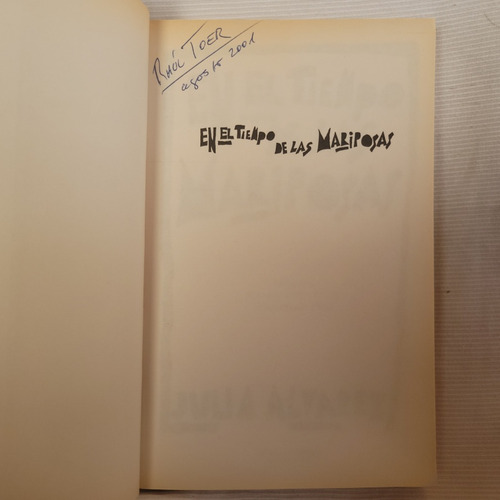 Raúl Toer
agosto 2001
En el Tiempo de las Mariposas